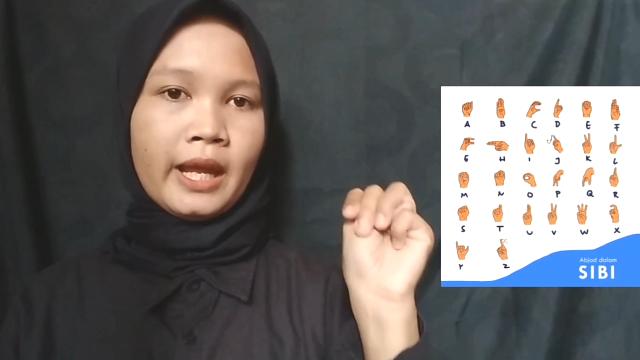 A B C D E F
G H I J K L
M N O P Q R
S T U V W X
Y Z
Abjad dalam
SIBI